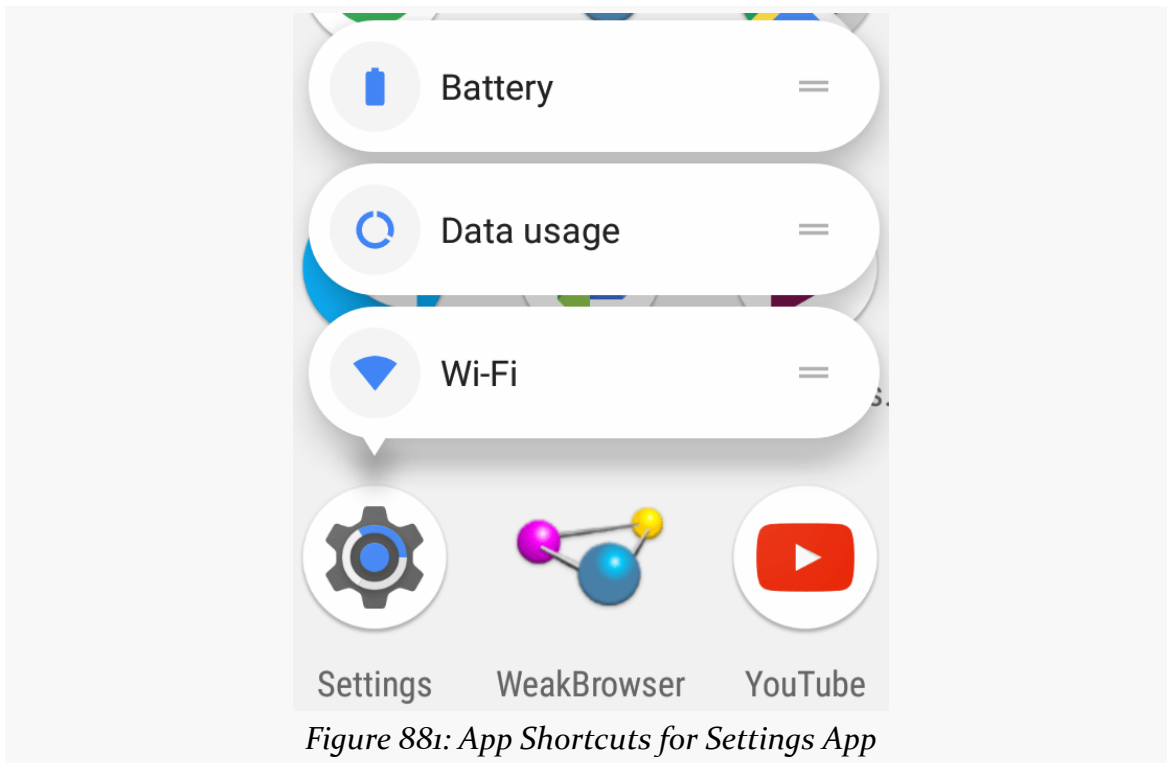 Battery
Data usage
Wi-Fi
s.
Settings WeakBrowser YouTube
Figure 881: App Shortcuts for Settings App